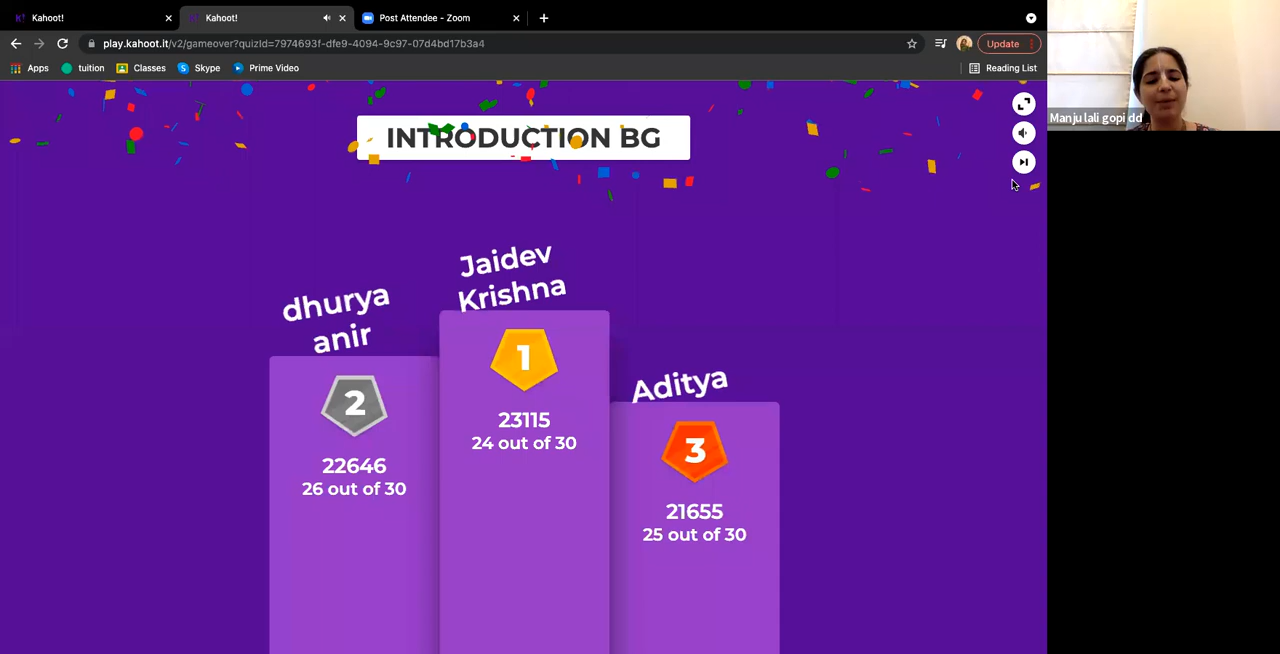 Kahoot!
Kahoot!
Post Attendee - Zoom
play.kahoot.it/v2/gameover?quizId=7974693f-dfe9-4094-9c97-07d4bd17b3a4
Update
Apps
tuition
Classes
Skype
Prime Video
Reading List
Manju lali gopi dd
INTRODUCTION BG
Jaidev
Krishna
dhurya
anir
Aditya
1
23115
24 out of 30
2
22646
26 out of 30
3
21655
25 out of 30